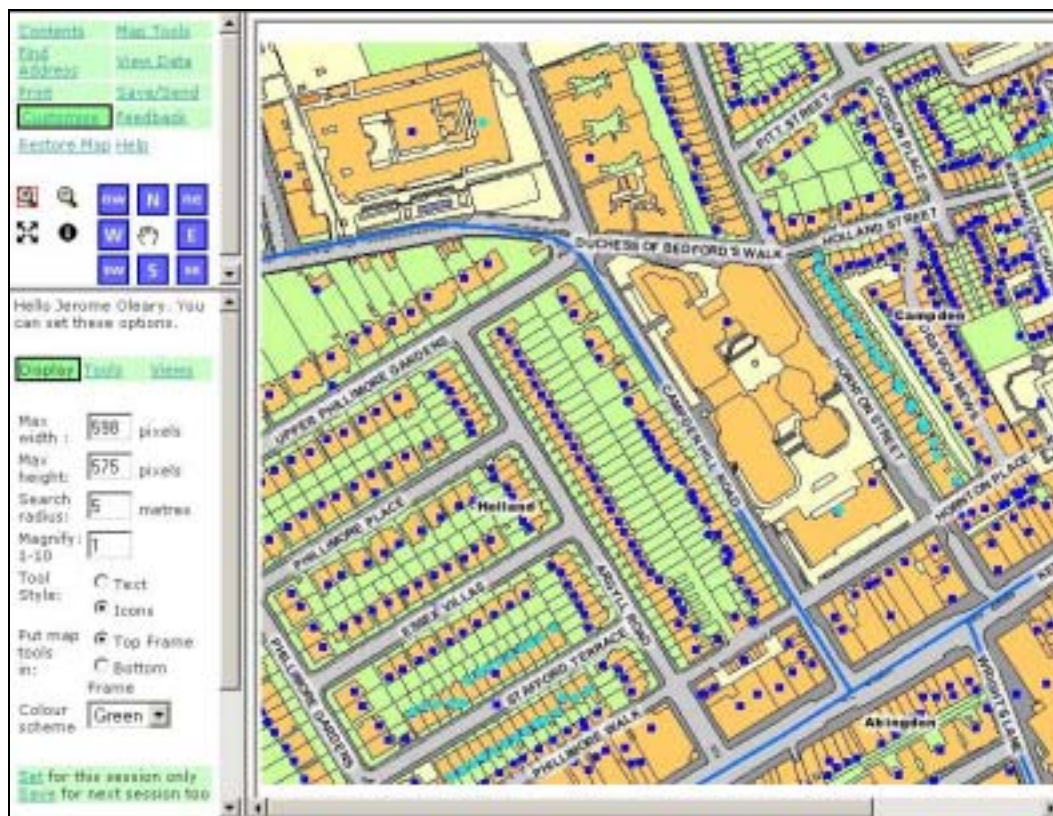 Contents Map Tools
Find Address View Data
Print Save/Send
Customise Feedback
Restore Map Help
NW N NE
W E
SW S SE
Hello Jerome Oleary. You
can set these options.
Display Tools Views
Max width : 598 pixels
Max height: 575 pixels
Search radius: 5 metres
Magnify: 1-10 1
Tool Style: Text
Icons
Put map tools in: Top Frame
Bottom Frame
Colour scheme Green
Set for this session only
Save for next session too
PITT STREET
GORDON PLACE
HOLLAND STREET
DUCHESS OF BEDFORD'S WALK
Campden
DRAYSON MEWS
HORNTON STREET
HORNTON PLACE
UPPER PHILLIMORE GARDENS
CAMPDEN HILL ROAD
PHILLIMORE PLACE
Holland
ESSEX VILLAS
ARGYLL ROAD
PHILLIMORE GARDENS
STAFFORD TERRACE
PHILLIMORE WALK
Abingdon
WRIGHT'S LANE